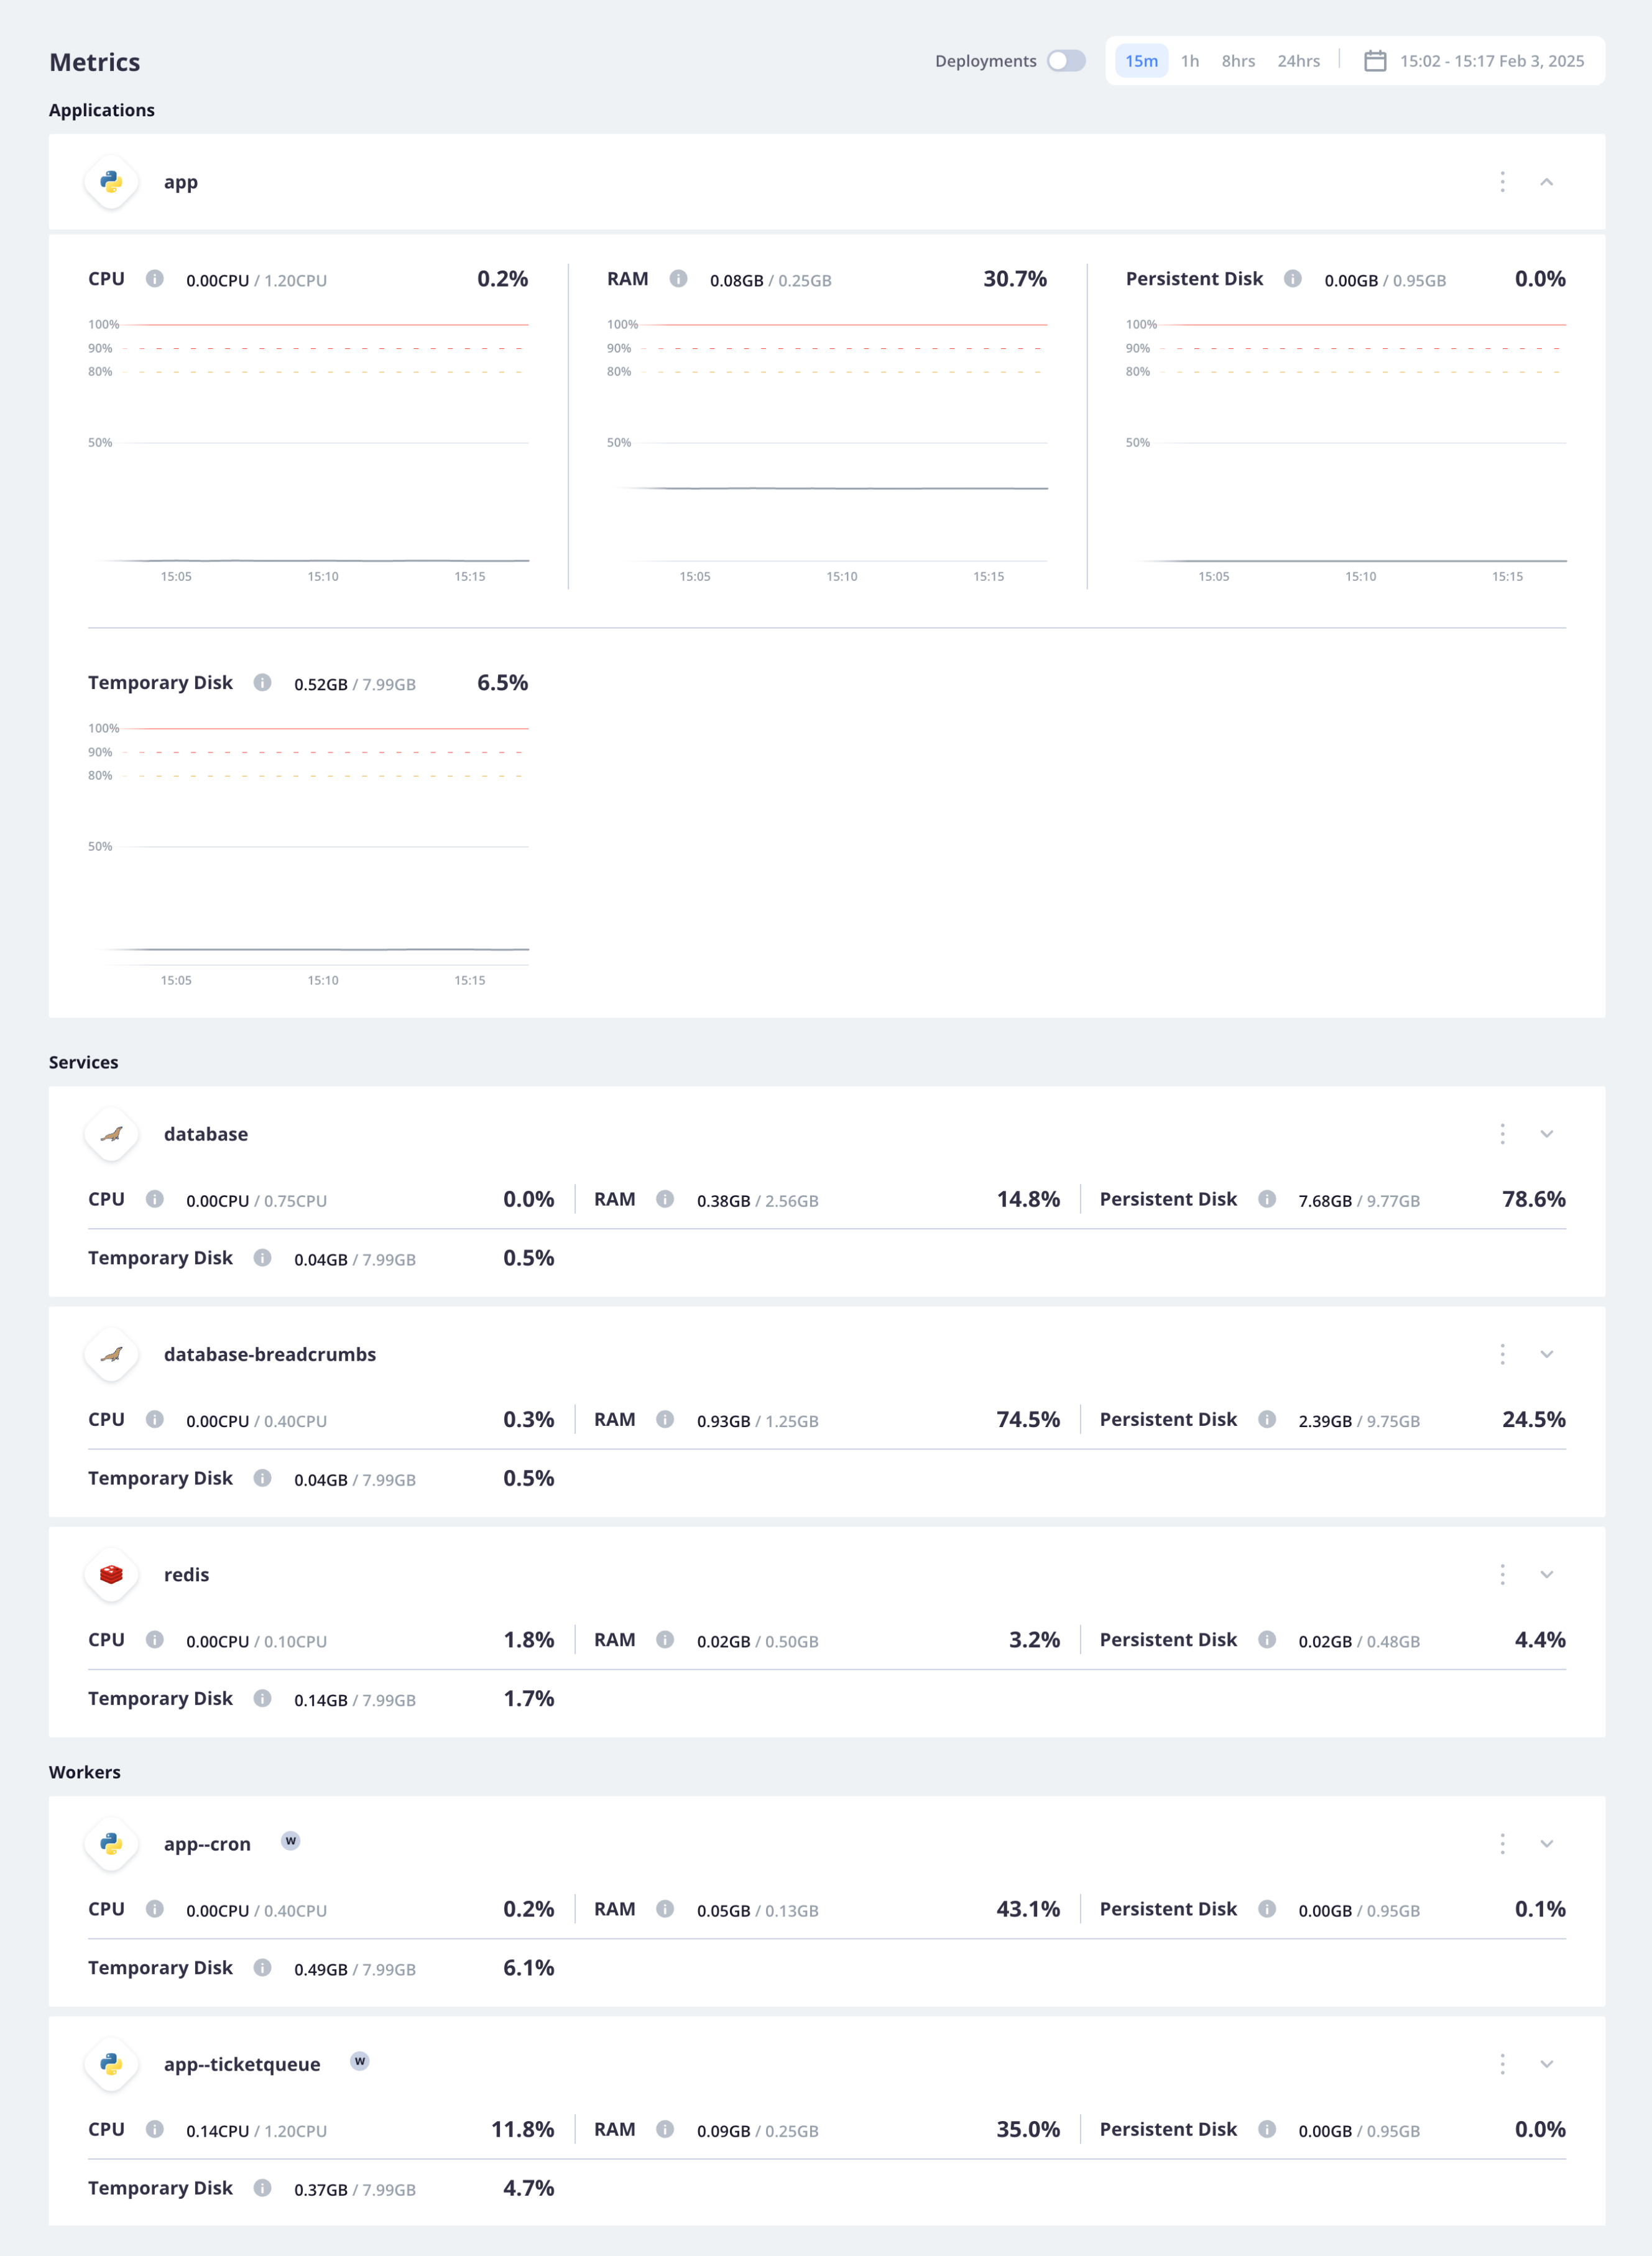 Metrics
Deployments 15m 1h 8hrs 24hrs 15:02 - 15:17 Feb 3, 2025
Applications
app
CPU 0.00CPU / 1.20CPU 0.2%
100%
90%
80%
50%
15:05 15:10 15:15
RAM 0.08GB / 0.25GB 30.7%
100%
90%
80%
50%
15:05 15:10 15:15
Persistent Disk 0.00GB / 0.95GB 0.0%
100%
90%
80%
50%
15:05 15:10 15:15
Temporary Disk 0.52GB / 7.99GB 6.5%
100%
90%
80%
50%
15:05 15:10 15:15
Services
database
CPU 0.00CPU / 0.75CPU 0.0% RAM 0.38GB / 2.56GB 14.8% Persistent Disk 7.68GB / 9.77GB 78.6%
Temporary Disk 0.04GB / 7.99GB 0.5%
database-breadcrumbs
CPU 0.00CPU / 0.40CPU 0.3% RAM 0.93GB / 1.25GB 74.5% Persistent Disk 2.39GB / 9.75GB 24.5%
Temporary Disk 0.04GB / 7.99GB 0.5%
redis
CPU 0.00CPU / 0.10CPU 1.8% RAM 0.02GB / 0.50GB 3.2% Persistent Disk 0.02GB / 0.48GB 4.4%
Temporary Disk 0.14GB / 7.99GB 1.7%
Workers
app--cron W
CPU 0.00CPU / 0.40CPU 0.2% RAM 0.05GB / 0.13GB 43.1% Persistent Disk 0.00GB / 0.95GB 0.1%
Temporary Disk 0.49GB / 7.99GB 6.1%
app--ticketqueue W
CPU 0.14CPU / 1.20CPU 11.8% RAM 0.09GB / 0.25GB 35.0% Persistent Disk 0.00GB / 0.95GB 0.0%
Temporary Disk 0.37GB / 7.99GB 4.7%